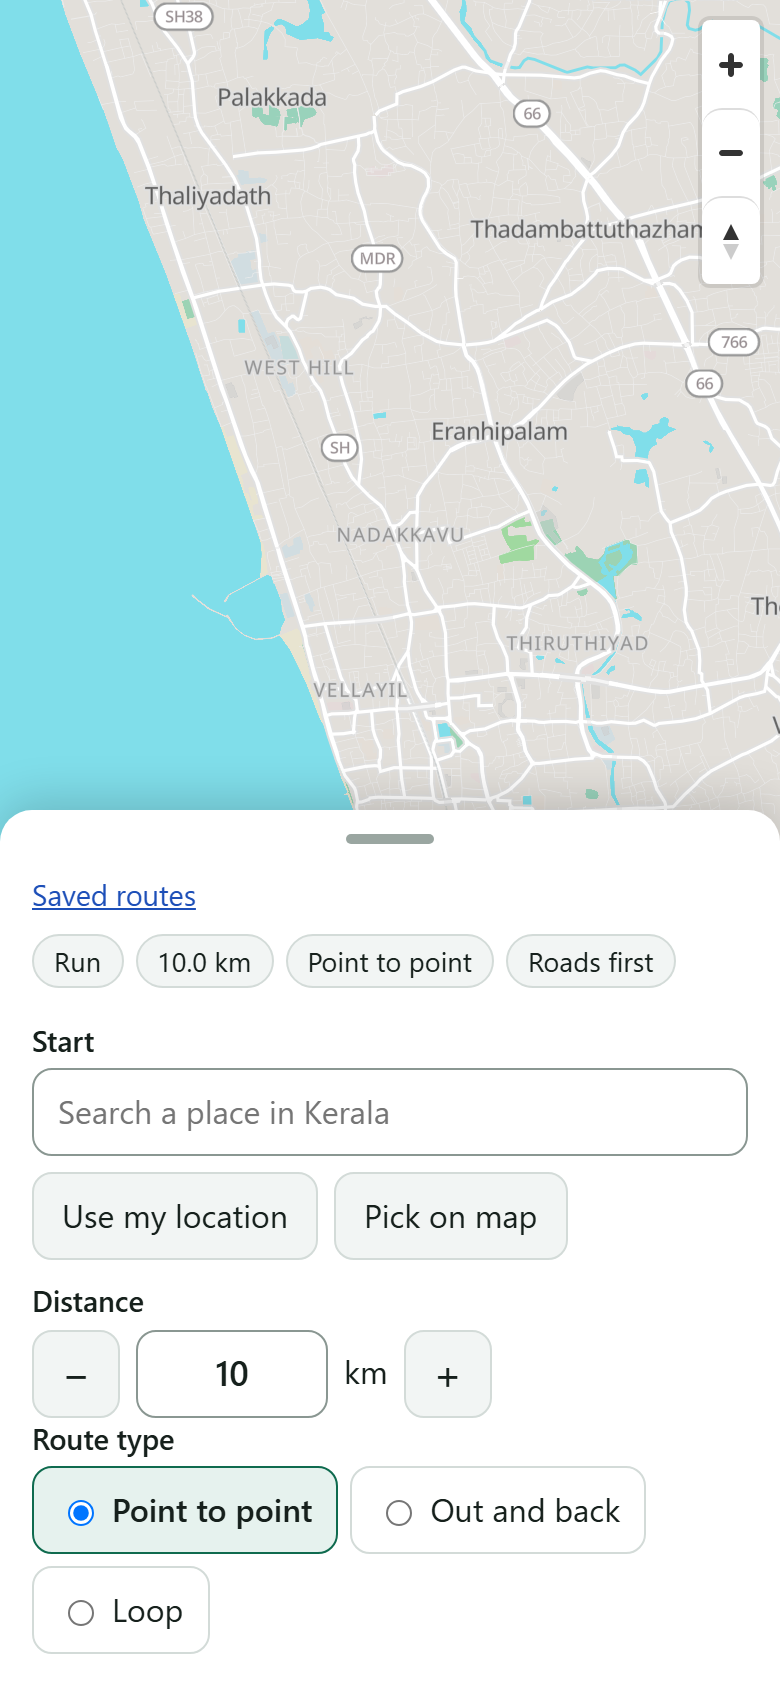 SH38
Palakkada
66
Thaliyadath
Thadambattuthazham
MDR
766
WEST HILL
66
Eranhipalam
SH
NADAKKAVU
THIRUTHIYAD
VELLAYIL
Saved routes
Run
10.0 km
Point to point
Roads first
Start
Search a place in Kerala
Use my location
Pick on map
Distance
−
10
km
+
Route type
Point to point
Out and back
Loop